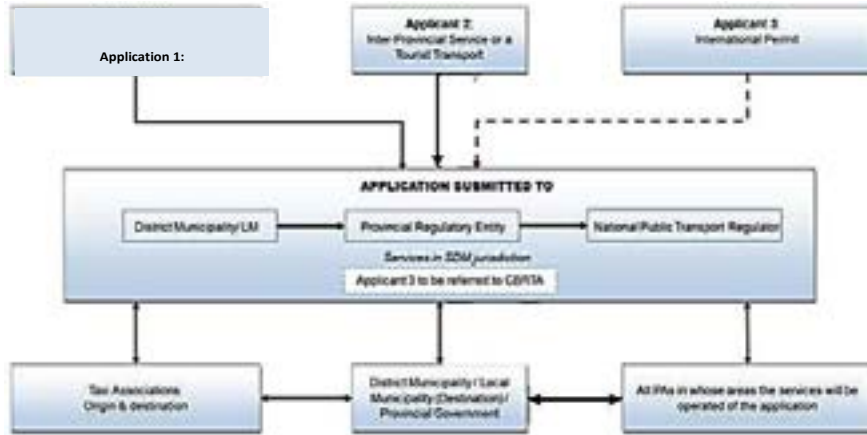 Application 1:
Applicant 2:
Inter-Provincial Service or a
Tourist Transport
Applicant 3
International Permit
APPLICATION SUBMITTED TO
District Municipality/LM
Provincial Regulatory Entity
National Public Transport Regulator
Services in SDM jurisdiction
Applicant 3 to be referred to CBRTA
Taxi Associations
Origin & destination
District Municipality / Local
Municipality (Destination) /
Provincial Government
All IPAs in whose areas the services will be
operated of the application